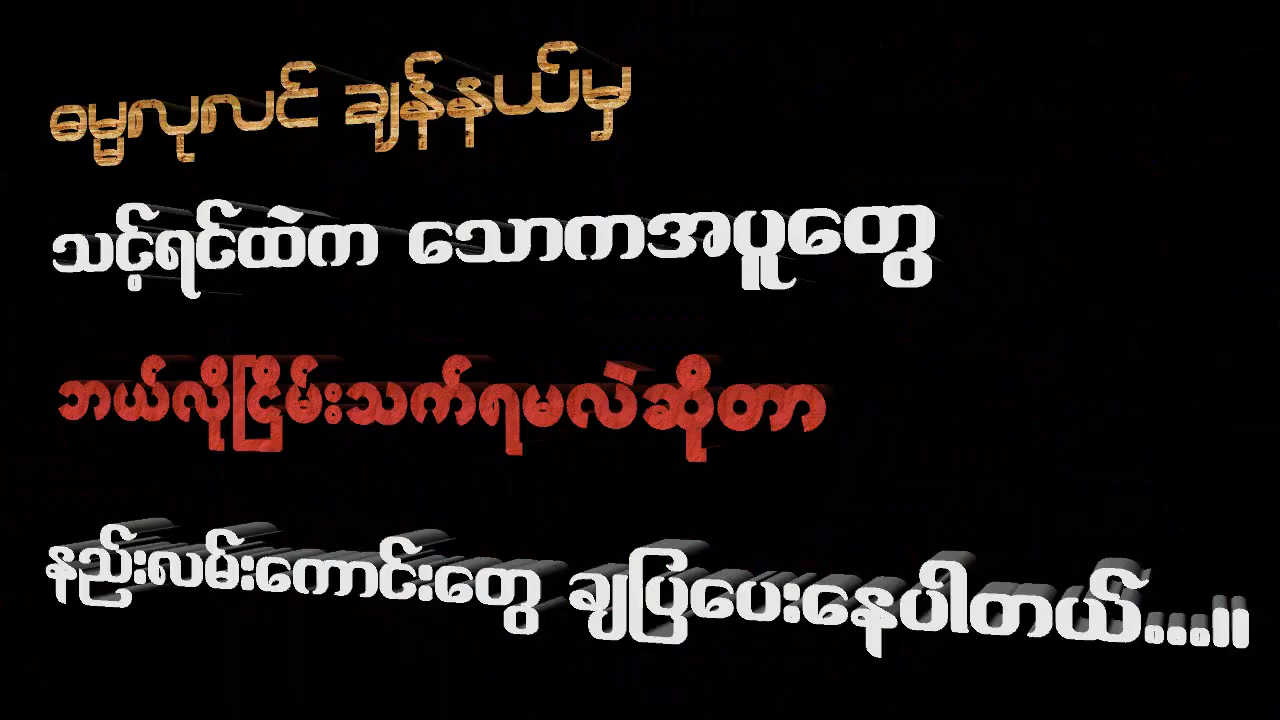 ဓမ္မလုလင် ချန်နယ်မှ
သင့်ရင်ထဲက သောကအပူတွေ
ဘယ်လိုငြိမ်းသက်ရမလဲဆိုတာ
နည်းလမ်းကောင်းတွေ ချပြပေးနေပါတယ်...။